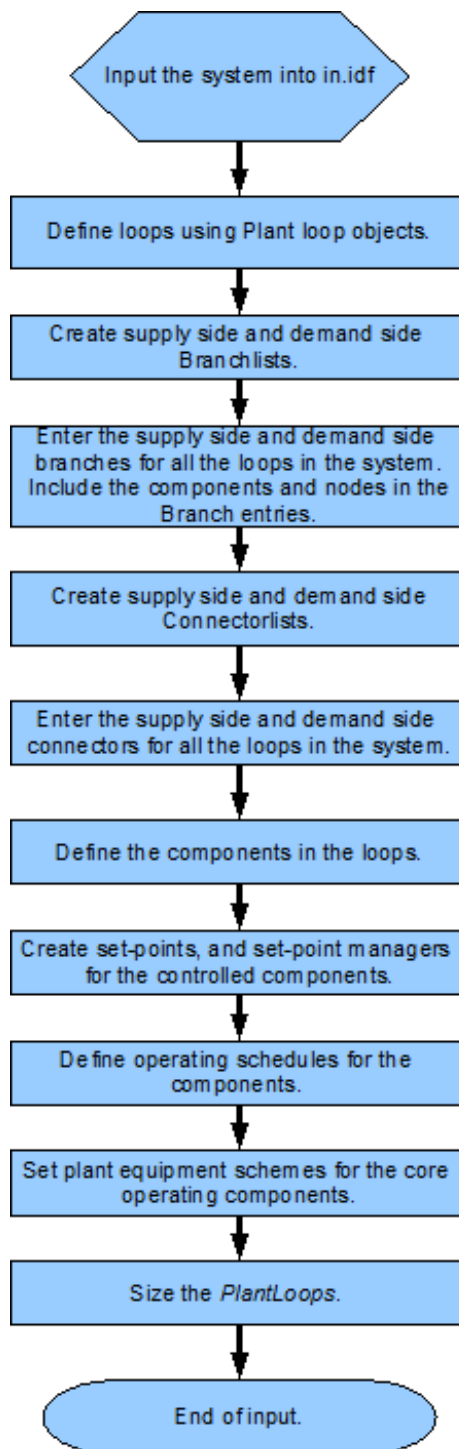 Input the system into in.idf
Define loops using Plant loop objects.
Create supply side and demand side
Branchlists.
Enter the supply side and demand side
branches for all the loops in the system.
Include the components and nodes in the
Branch entries.
Create supply side and demand side
Connectorlists.
Enter the supply side and demand side
connectors for all the loops in the system.
Define the components in the loops.
Create set-points, and set-point managers
for the controlled components.
Define operating schedules for the
components.
Set plant equipment schemes for the core
operating components.
Size the PlantLoops.
End of input.